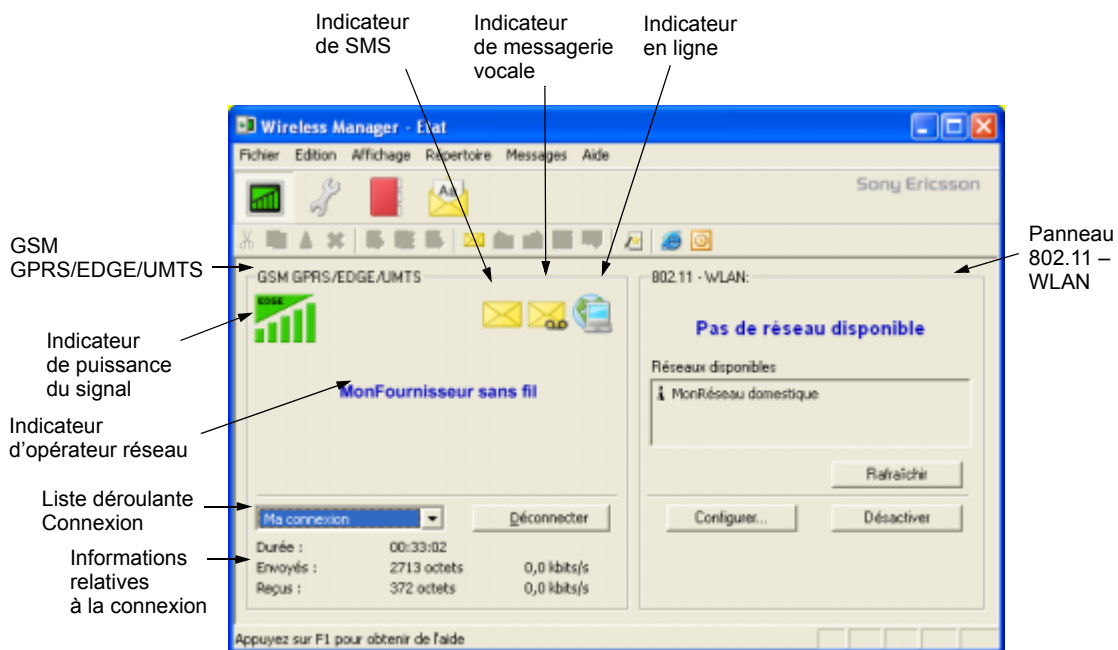 Indicateur
de SMS
Indicateur
de messagerie
vocale
Indicateur
en ligne
Wireless Manager - Etat
Fichier Edition Affichage Répertoire Messages Aide
Sony Ericsson
GSM
GPRS/EDGE/UMTS
Panneau
802.11 –
WLAN
GSM GPRS/EDGE/UMTS
EDGE
802.11 - WLAN:
Pas de réseau disponible
Indicateur
de puissance
du signal
Réseaux disponibles
MonRéseau domestique
MonFournisseur sans fil
Indicateur
d’opérateur réseau
Rafraîchir
Liste déroulante
Connexion
Ma connexion
Déconnecter
Configurer...
Désactiver
Informations
relatives
à la connexion
Durée : 00:33:02
Envoyés : 2713 octets 0,0 kbits/s
Reçus : 372 octets 0,0 kbits/s
Appuyez sur F1 pour obtenir de l'aide